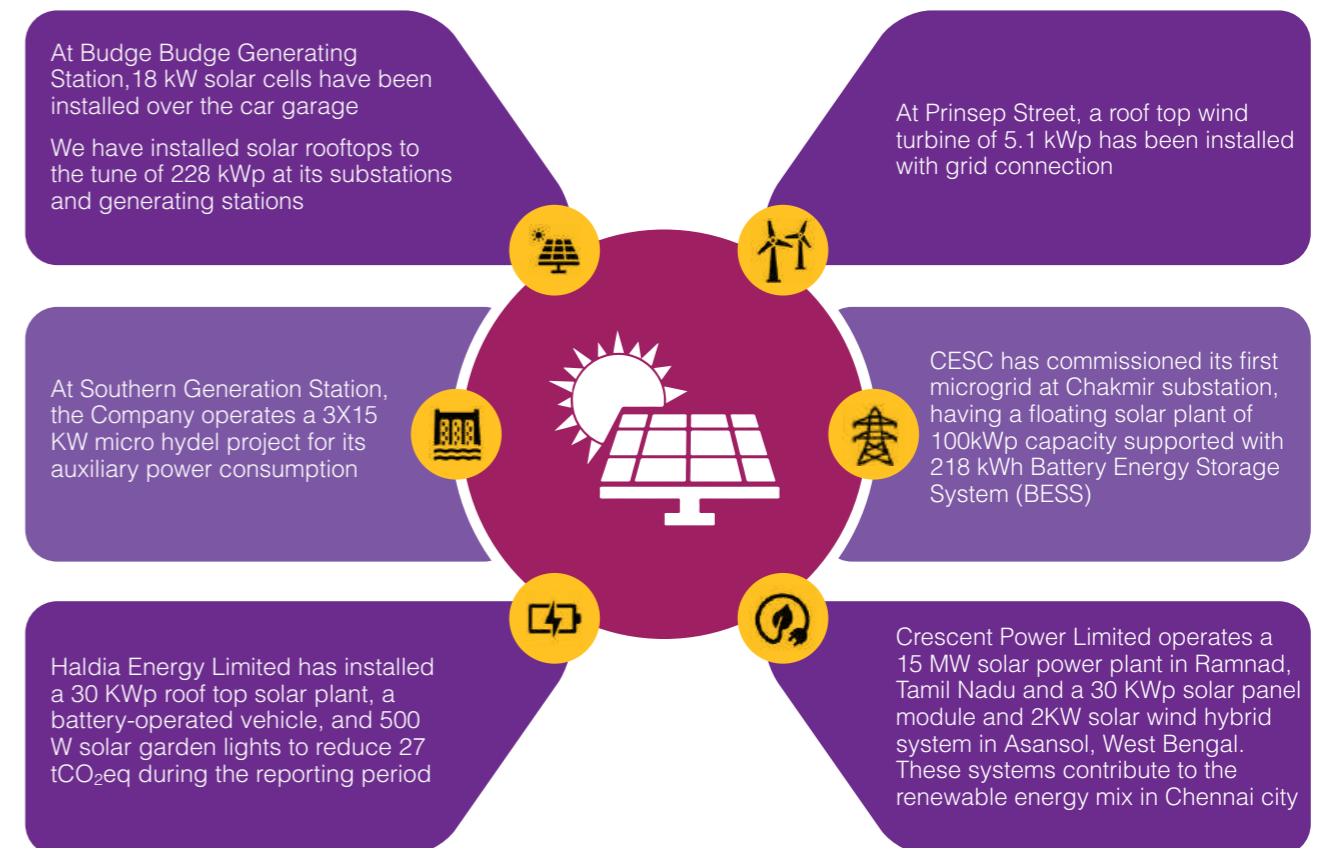 At Budge Budge Generating
Station,18 kW solar cells have been
installed over the car garage
We have installed solar rooftops to
the tune of 228 kWp at its substations
and generating stations
At Prinsep Street, a roof top wind
turbine of 5.1 kWp has been installed
with grid connection
At Southern Generation Station,
the Company operates a 3X15
KW micro hydel project for its
auxiliary power consumption
CESC has commissioned its first
microgrid at Chakmir substation,
having a floating solar plant of
100kWp capacity supported with
218 kWh Battery Energy Storage
System (BESS)
Haldia Energy Limited has installed
a 30 KWp roof top solar plant, a
battery-operated vehicle, and 500
W solar garden lights to reduce 27
tCO₂eq during the reporting period
Crescent Power Limited operates a
15 MW solar power plant in Ramnad,
Tamil Nadu and a 30 KWp solar panel
module and 2KW solar wind hybrid
system in Asansol, West Bengal.
These systems contribute to the
renewable energy mix in Chennai city